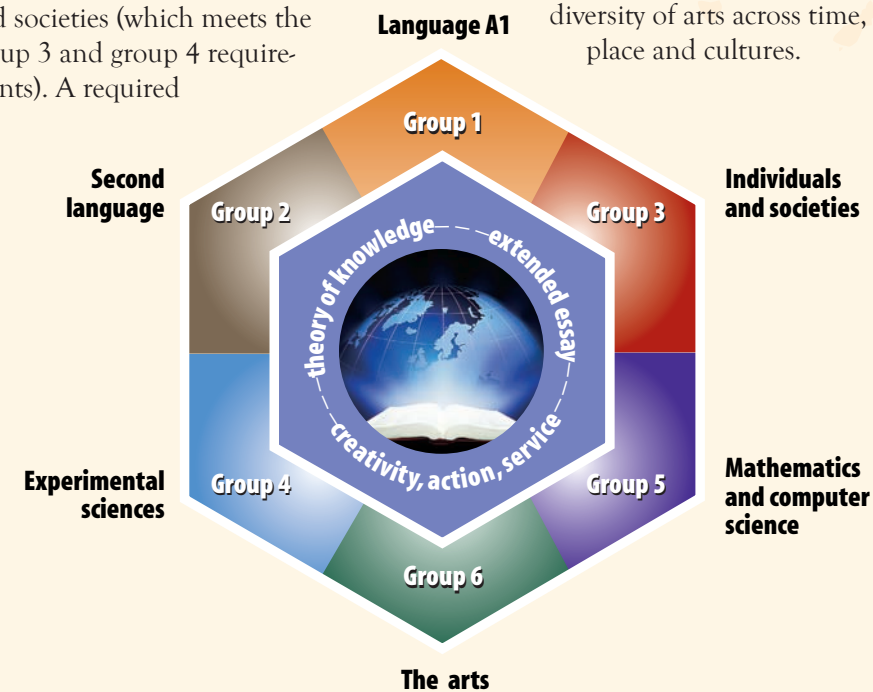 d societies (which meets the
up 3 and group 4 require-
nts). A required
diversity of arts across time,
place and cultures.
Language A1
Group 1
Second
language
Group 2
Group 3
Individuals
and societies
theory of knowledge
extended essay
creativity, action, service
Experimental
sciences
Group 4
Group 5
Mathematics
and computer
science
Group 6
The arts